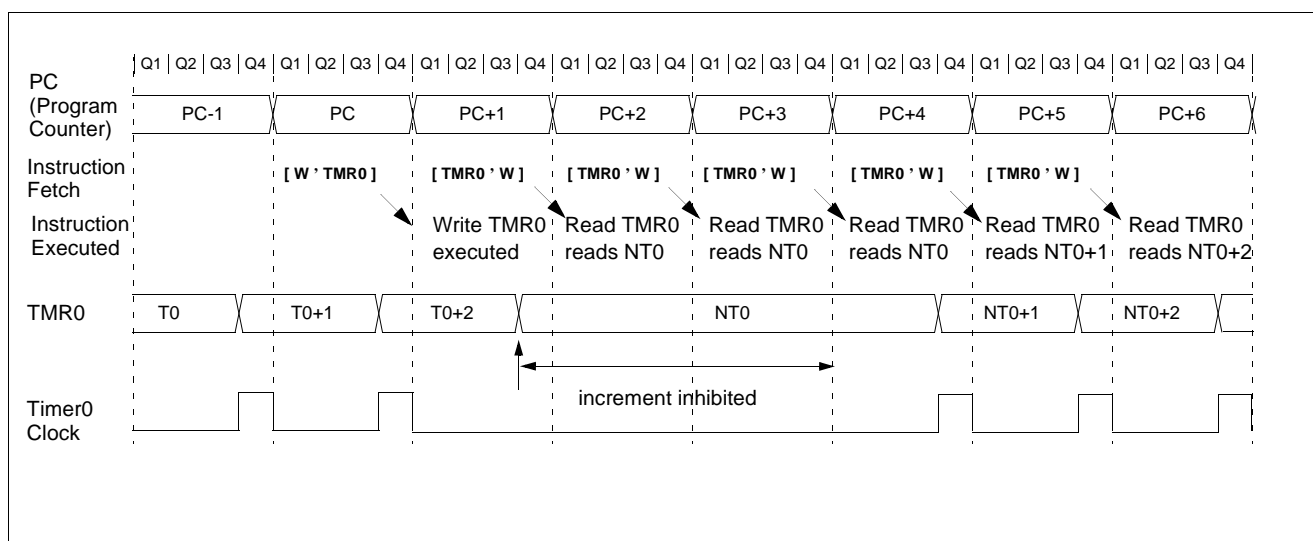 Q1 | Q2 | Q3 | Q4 | Q1 | Q2 | Q3 | Q4 | Q1 | Q2 | Q3 | Q4 | Q1 | Q2 | Q3 | Q4 | Q1 | Q2 | Q3 | Q4 | Q1 | Q2 | Q3 | Q4 | Q1 | Q2 | Q3 | Q4 | Q1 | Q2 | Q3 | Q4
PC
(Program
Counter)
PC-1 PC PC+1 PC+2 PC+3 PC+4 PC+5 PC+6
Instruction
Fetch
[ W ’ TMR0 ] [ TMR0 ’ W ] [ TMR0 ’ W ] [ TMR0 ’ W ] [ TMR0 ’ W ] [ TMR0 ’ W ]
Instruction
Executed
Write TMR0 Read TMR0 Read TMR0 Read TMR0 Read TMR0 Read TMR0
executed reads NT0 reads NT0 reads NT0 reads NT0+1 reads NT0+2
TMR0 T0 T0+1 T0+2 NT0 NT0+1 NT0+2
increment inhibited
Timer0
Clock